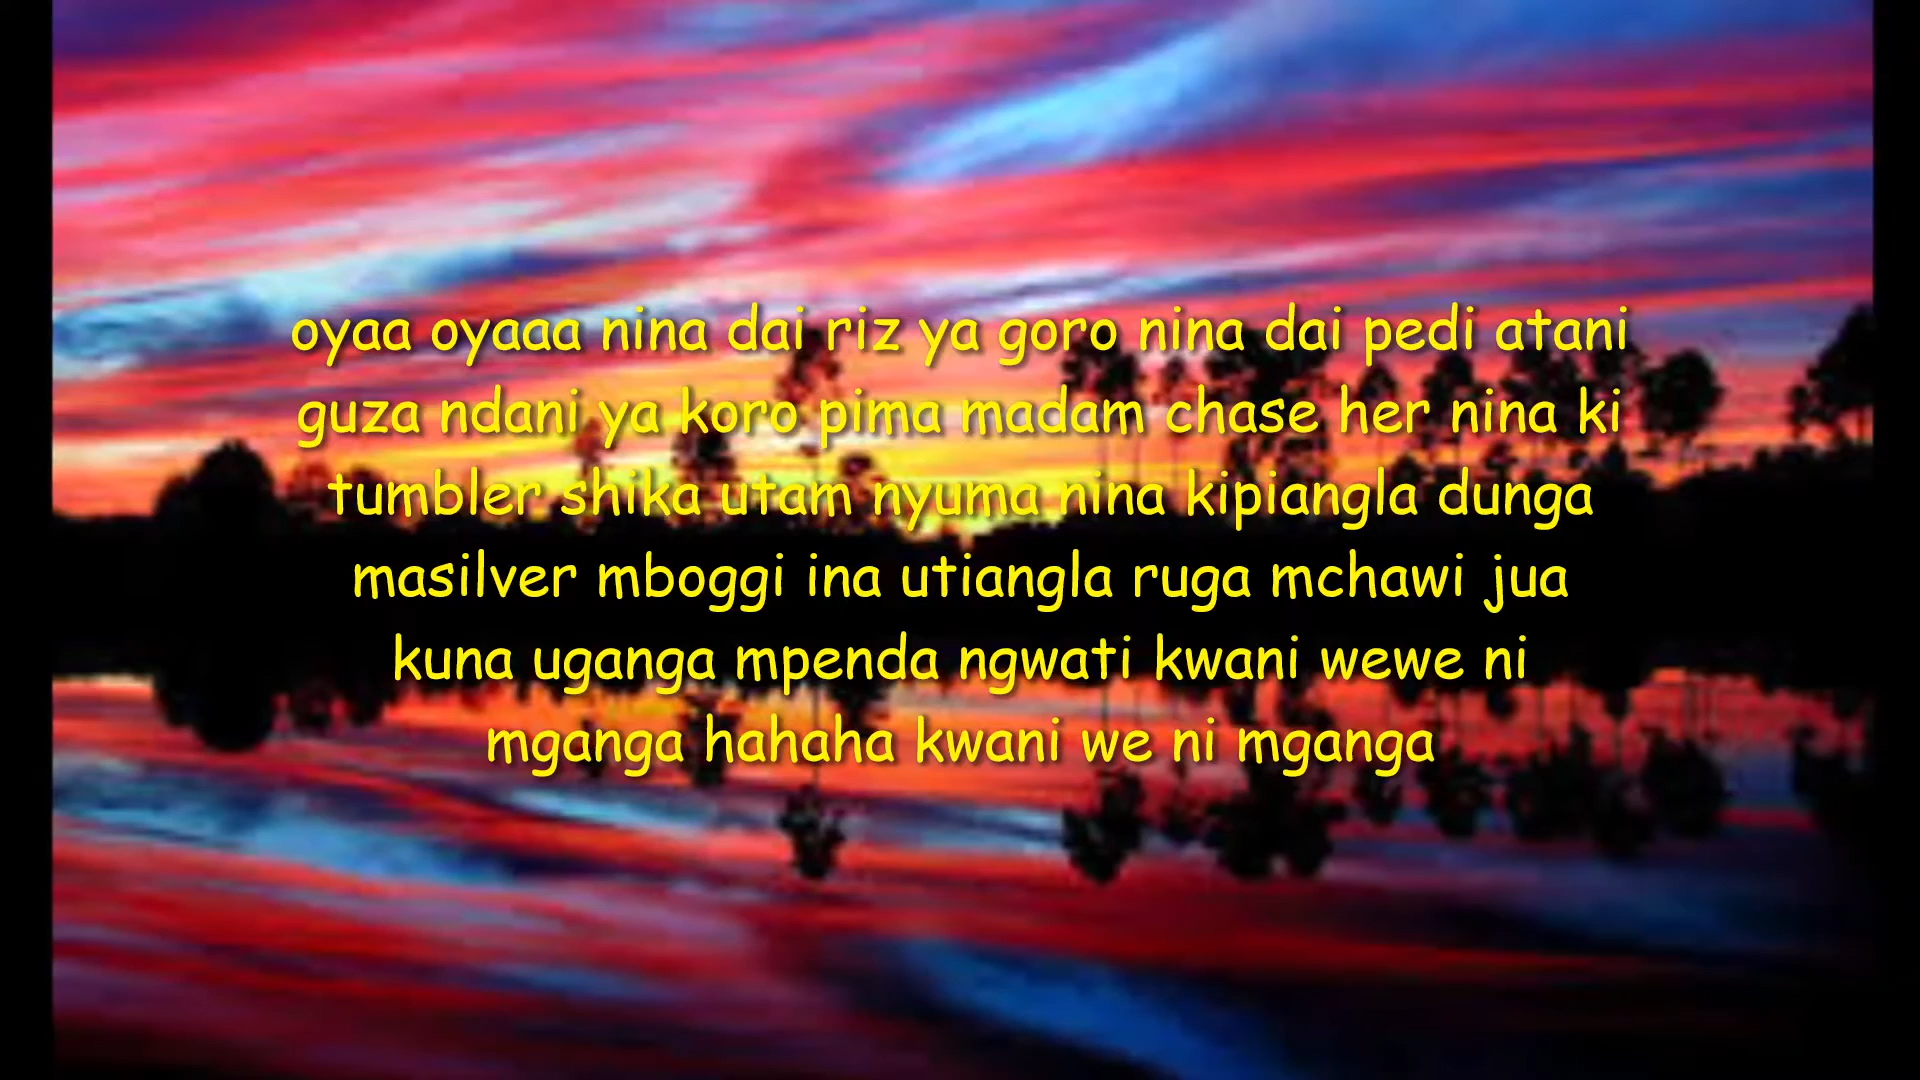 oyaa oyaaa nina dai riz ya goro nina dai pedi atani
guza ndani ya koro pima madam chase her nina ki
tumbler shika utam nyuma nina kipiangla dunga
masilver mboggi ina utiangla ruga mchawi jua
kuna uganga mpenda ngwati kwani wewe ni
mganga hahaha kwani we ni mganga